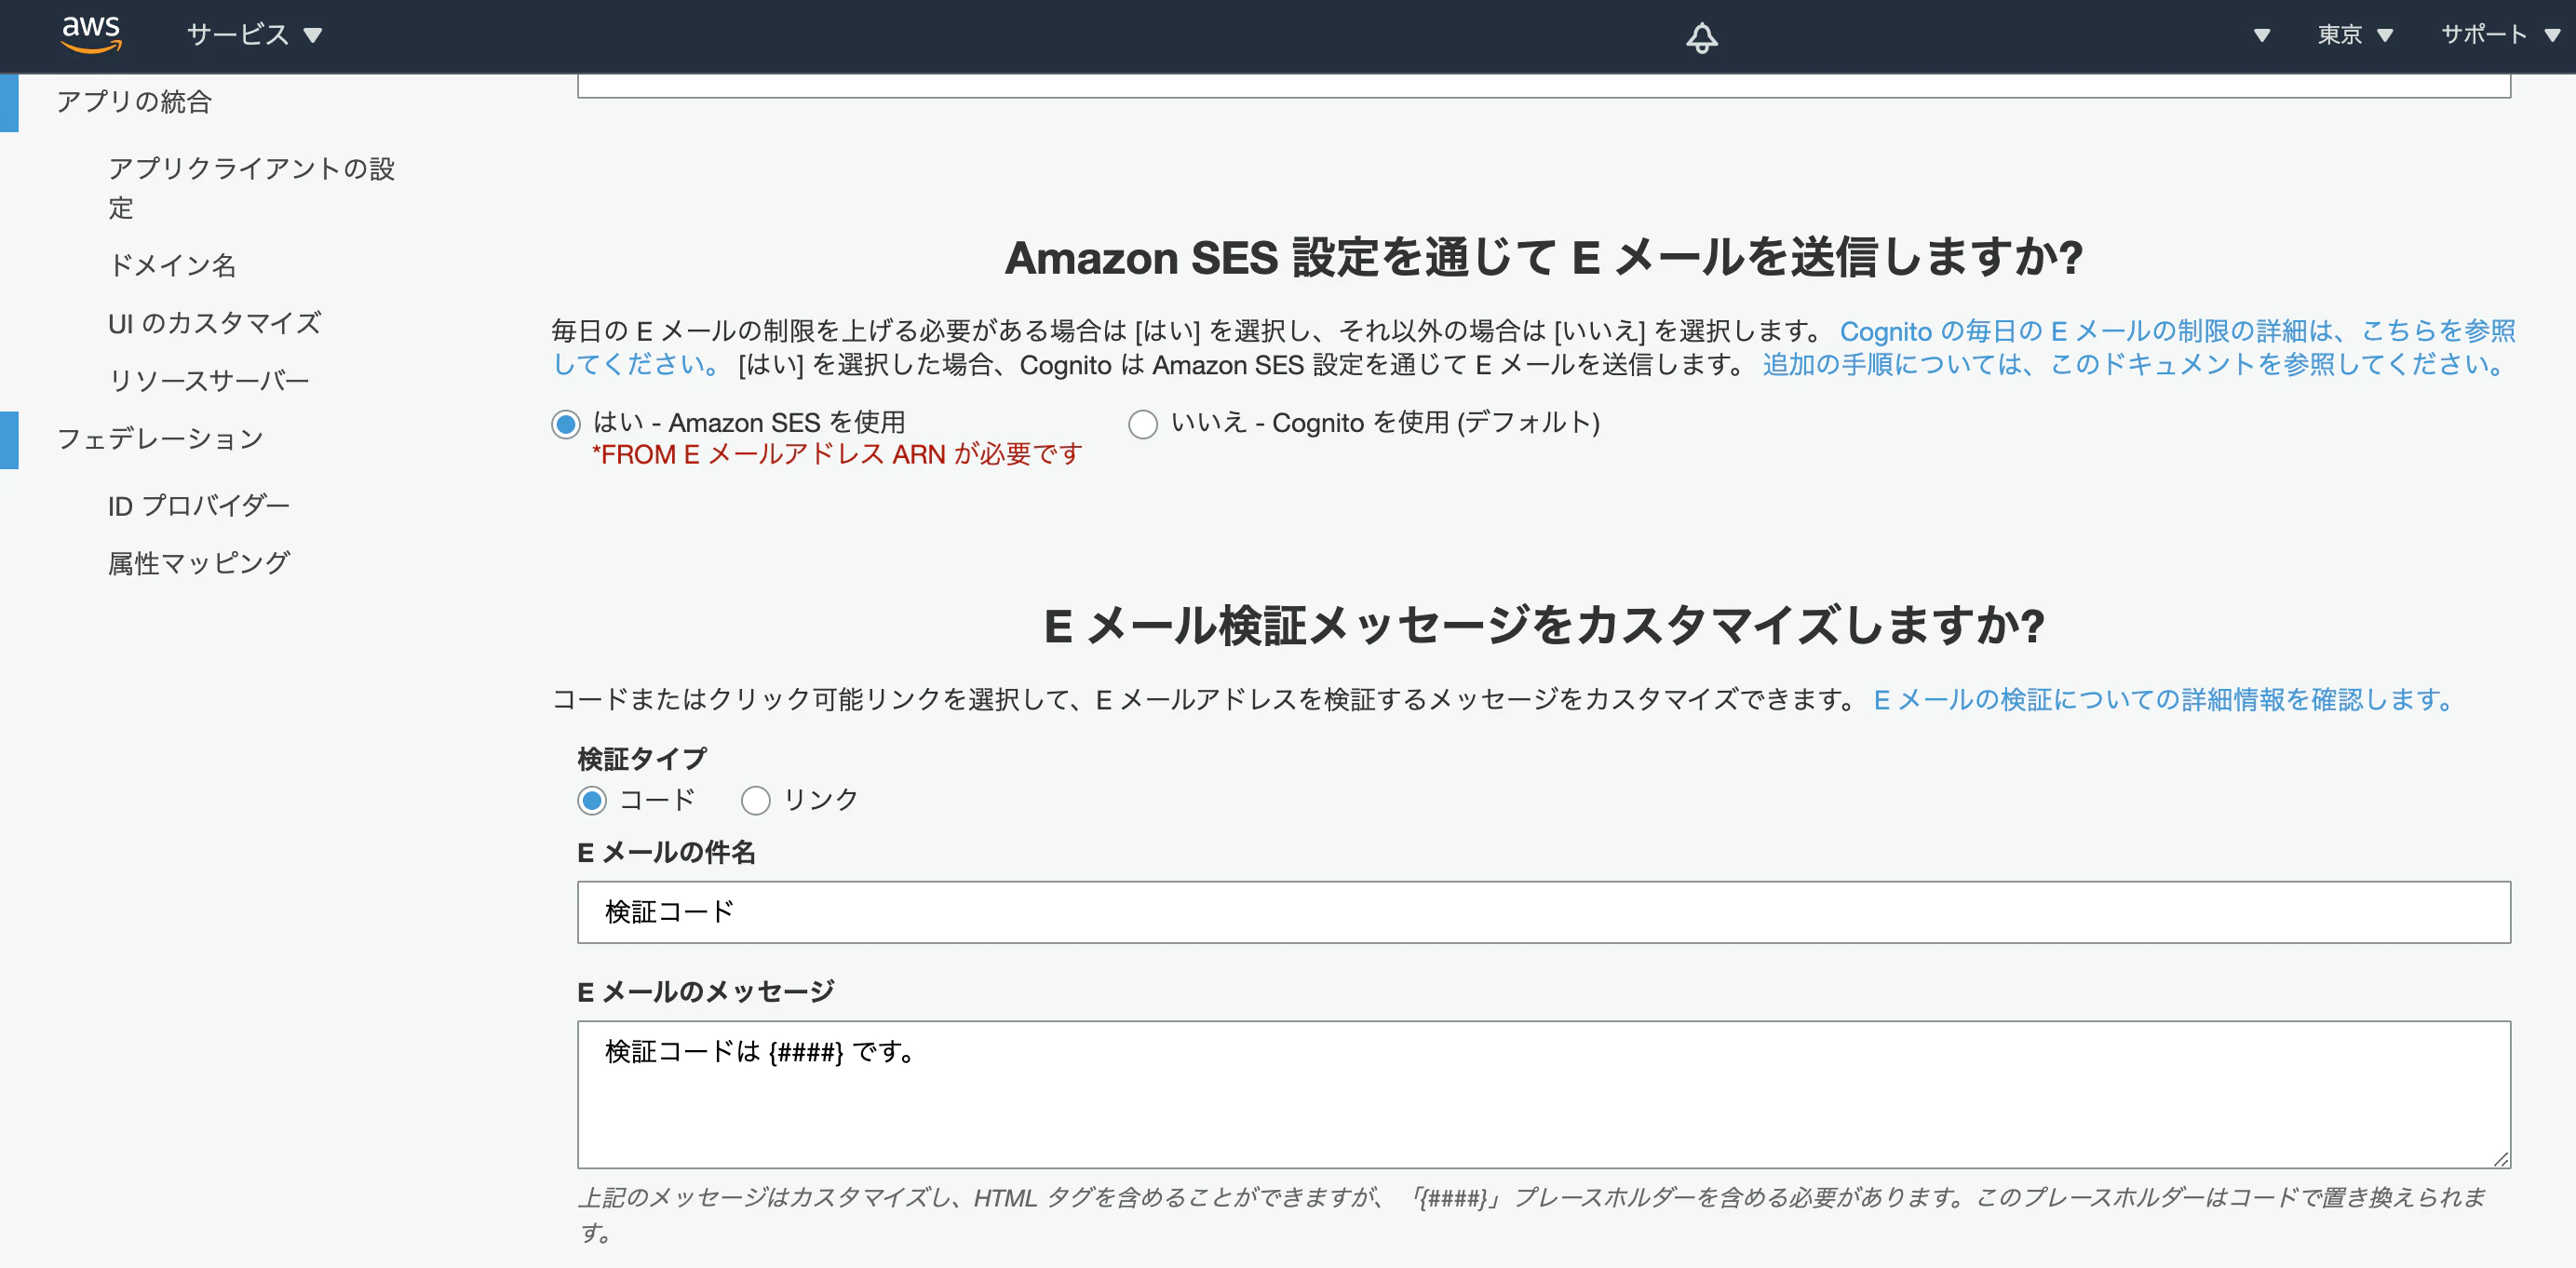 aws サービス ▼ ▼ 東京 ▼ サポート ▼
アプリの統合
アプリクライアントの設
定
ドメイン名
UI のカスタマイズ
リソースサーバー
フェデレーション
ID プロバイダー
属性マッピング
Amazon SES 設定を通じて E メールを送信しますか?
毎日の E メールの制限を上げる必要がある場合は [はい] を選択し、それ以外の場合は [いいえ] を選択します。 Cognito の毎日の E メールの制限の詳細は、こちらを参照
してください。 [はい] を選択した場合、Cognito は Amazon SES 設定を通じて E メールを送信します。 追加の手順については、このドキュメントを参照してください。
はい - Amazon SES を使用 いいえ - Cognito を使用 (デフォルト)
*FROM E メールアドレス ARN が必要です
E メール検証メッセージをカスタマイズしますか?
コードまたはクリック可能リンクを選択して、E メールアドレスを検証するメッセージをカスタマイズできます。 E メールの検証についての詳細情報を確認します。
検証タイプ
コード リンク
E メールの件名
検証コード
E メールのメッセージ
検証コードは {####} です。
上記のメッセージはカスタマイズし、HTML タグを含めることができますが、 「{####}」 プレースホルダーを含める必要があります。このプレースホルダーはコードで置き換えられま
す。